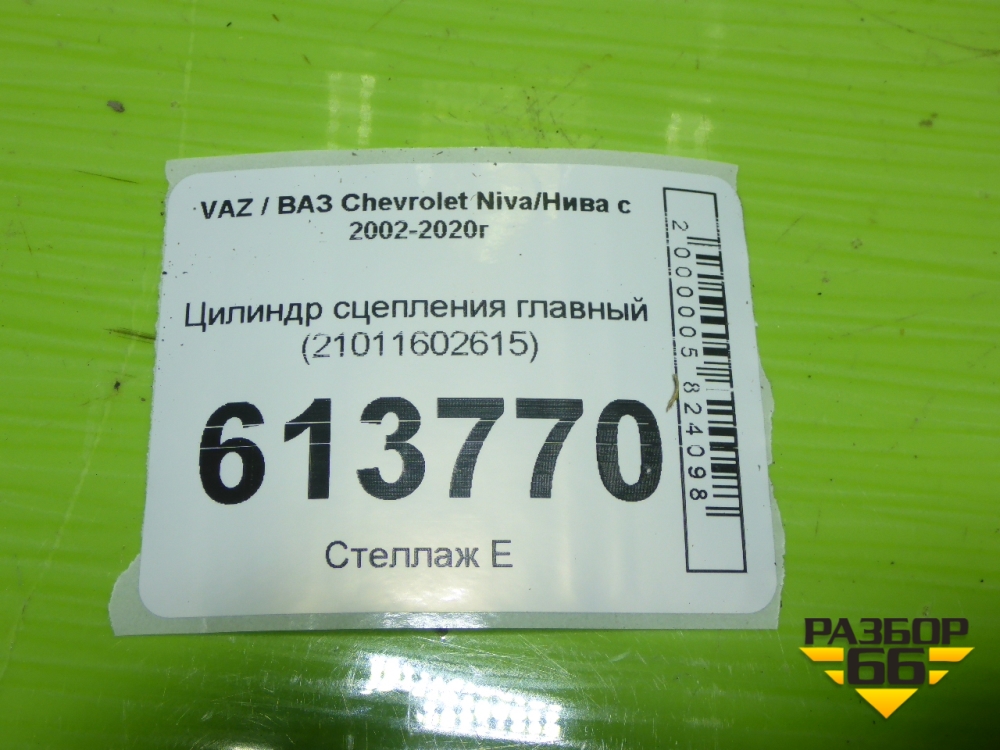 VAZ / ВАЗ Chevrolet Niva/Нива с
2002-2020г
Цилиндр сцепления главный
(21011602615)
613770
Стеллаж Е
2000005824098
РАЗБОР
66